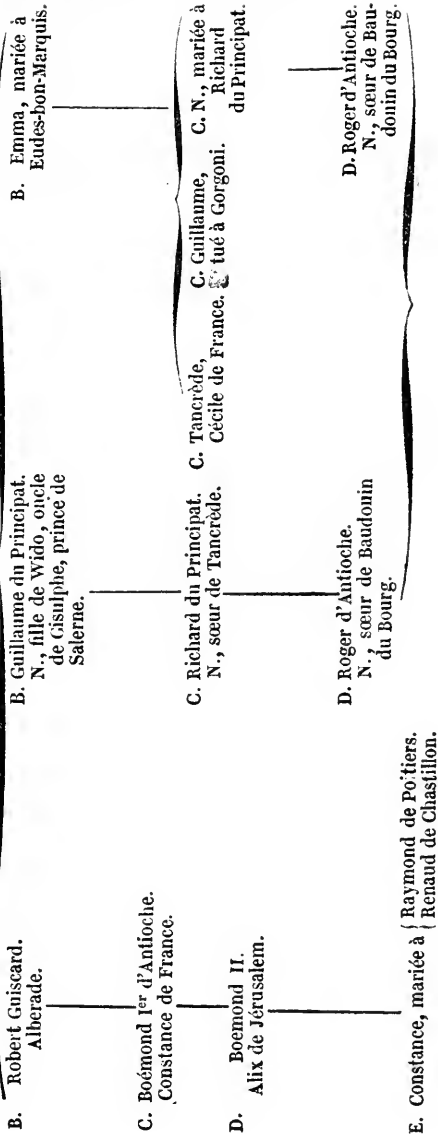 B. Robert Guiscard.
Alberade.
C. Boémond Ier d'Antioche.
Constance de France.
D. Boemond II.
Alix de Jérusalem.
E. Constance, mariée à { Raymond de Poitiers.
Renaud de Chastillon.
B. Guillaume du Principat.
N., fille de Wido, oncle
de Gisulphe, prince de
Salerne.
C. Richard du Principat.
N., sœur de Tancrède.
D. Roger d'Antioche.
N., sœur de Baudouin
du Bourg.
B. Emma, mariée à
Eudes-bon-Marquis.
C. Tancrède,
Cécile de France.
C. Guillaume,
tué à Gorgoni.
C. N., mariée à
Richard
du Principat.
D. Roger d'Antioche.
N., sœur de Bau-
douin du Bourg.